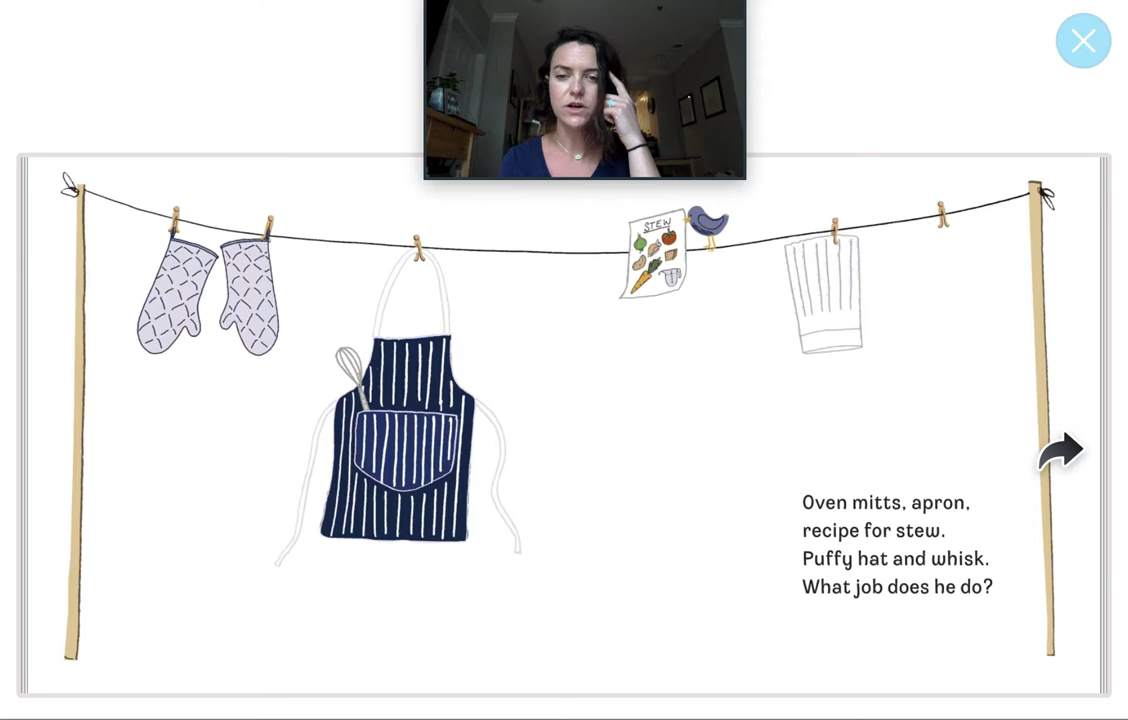 STEW
Oven mitts, apron,
recipe for stew.
Puffy hat and whisk.
What job does he do?